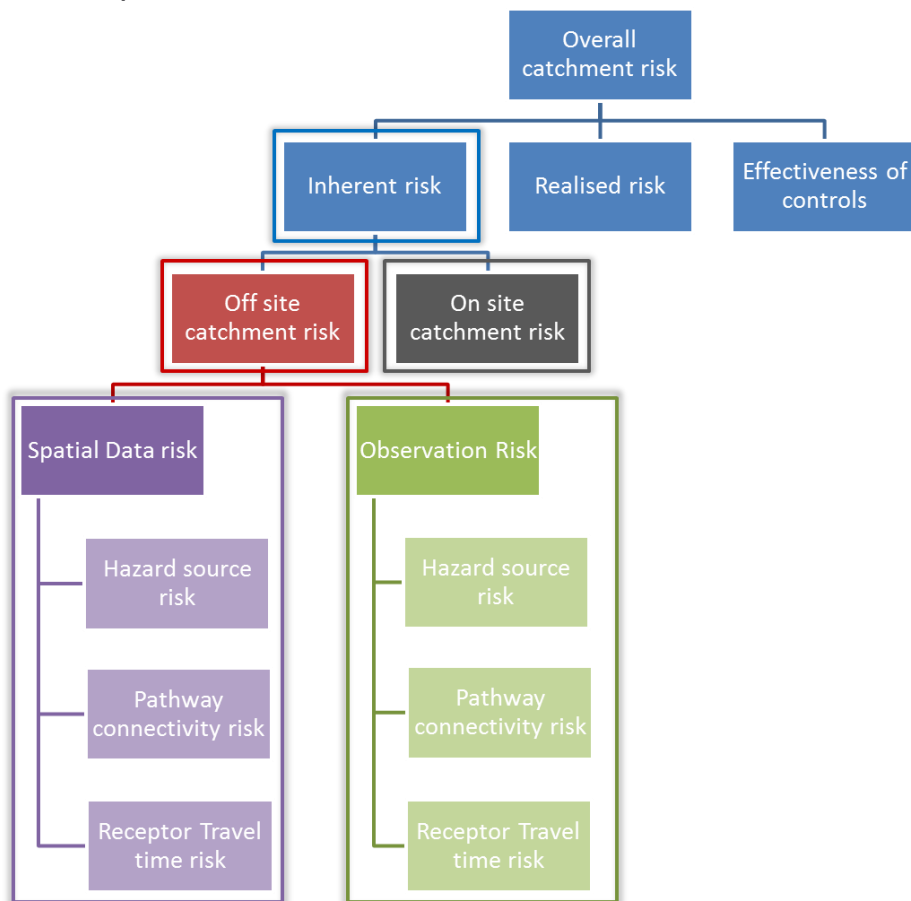 Overall
catchment risk
Inherent risk
Realised risk
Effectiveness of
controls
Off site
catchment risk
On site
catchment risk
Spatial Data risk
Observation Risk
Hazard source
risk
Hazard source
risk
Pathway
connectivity risk
Pathway
connectivity risk
Receptor Travel
time risk
Receptor Travel
time risk